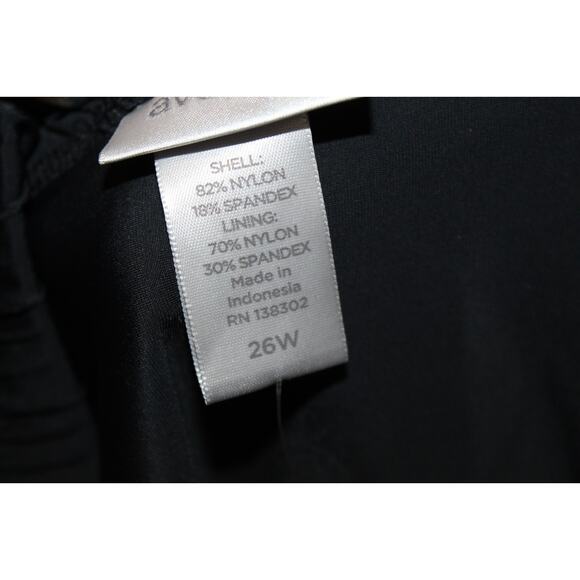 SHELL:
82% NYLON
18% SPANDEX
LINING:
70% NYLON
30% SPANDEX
Made in
Indonesia
RN 138302
26W